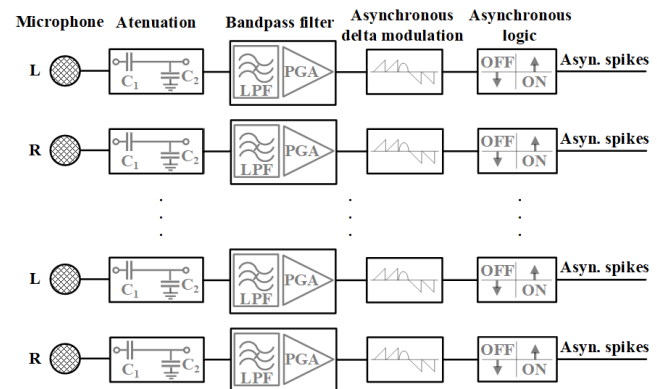 Microphone Atenuation Bandpass filter Asynchronous delta modulation Asynchronous logic
L C1 C2 LPF PGA OFF ON Asyn. spikes
R C1 C2 LPF PGA OFF ON Asyn. spikes
L C1 C2 LPF PGA OFF ON Asyn. spikes
R C1 C2 LPF PGA OFF ON Asyn. spikes